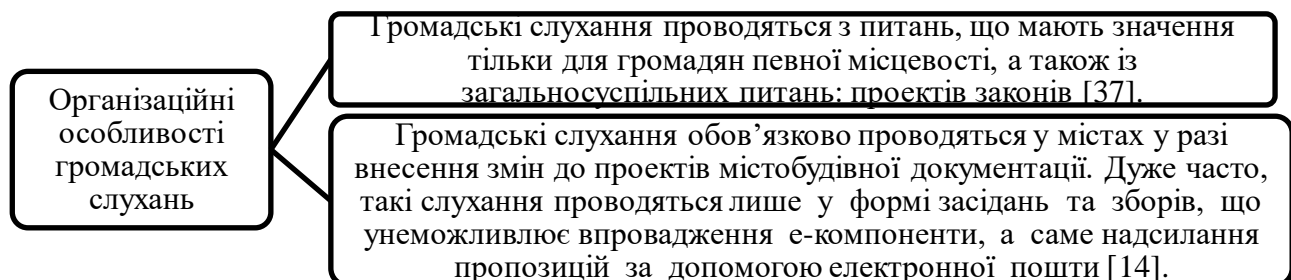 Організаційні
особливості
громадських
слухань
Громадські слухання проводяться з питань, що мають значення
тільки для громадян певної місцевості, а також із
загальносуспільних питань: проектів законів [37].
Громадські слухання обов’язково проводяться у містах у разі
внесення змін до проектів містобудівної документації. Дуже часто,
такі слухання проводяться лише у формі засідань та зборів, що
унеможливлює впровадження е-компоненти, а саме надсилання
пропозицій за допомогою електронної пошти [14].